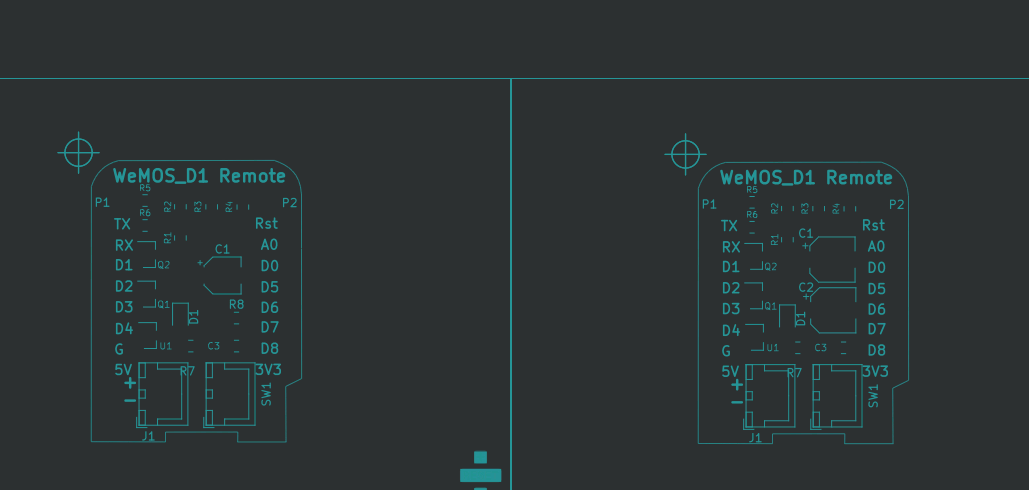 WeMOS_D1 Remote
R5
P1 R2 R3 R4 P2
R6
TX Rst
R1
RX C1 A0
+
D1 Q2 D0
D2 D5
D3 Q1 R8 D6
D1
D4 D7
G U1 C3 D8
5V R7 3V3
+
SW1
−
J1
WeMOS_D1 Remote
R5
P1 R2 R3 R4 P2
R6
TX Rst
R1 C1
RX + A0
D1 Q2 D0
D2 C2 D5
+
D3 Q1 D6
D1
D4 D7
G U1 C3 D8
5V R7 3V3
+
SW1
−
J1